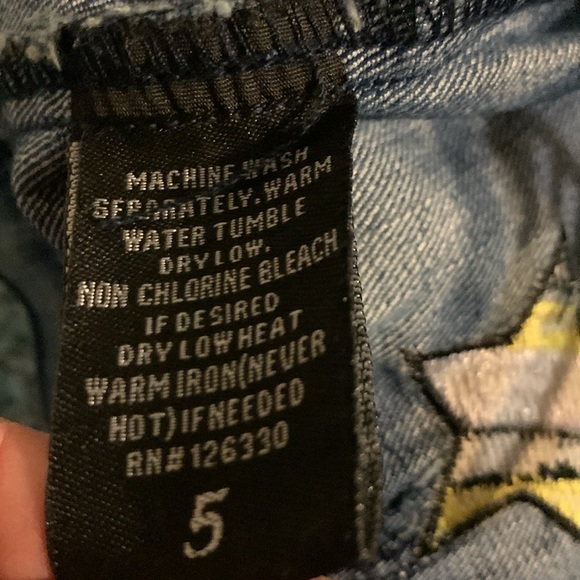 MACHINE WASH
SEPARATELY. WARM
WATER TUMBLE
DRY LOW.
NON CHLORINE BLEACH
IF DESIRED
DRY LOW HEAT
WARM IRON(NEVER
HOT)IF NEEDED
RN# 126330
5